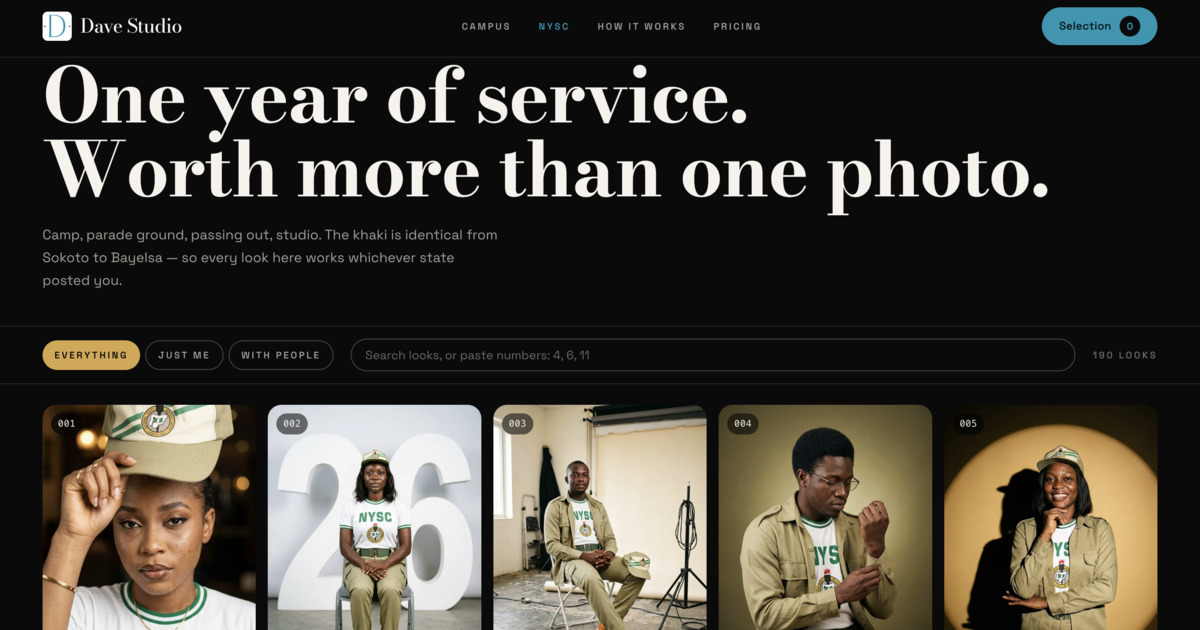 D Dave Studio
CAMPUS NYSC HOW IT WORKS PRICING
Selection 0
One year of service.
Worth more than one photo.
Camp, parade ground, passing out, studio. The khaki is identical from
Sokoto to Bayelsa — so every look here works whichever state
posted you.
EVERYTHING JUST ME WITH PEOPLE Search looks, or paste numbers: 4, 6, 11 190 LOOKS
001 002 003 004 005
26
NYSC